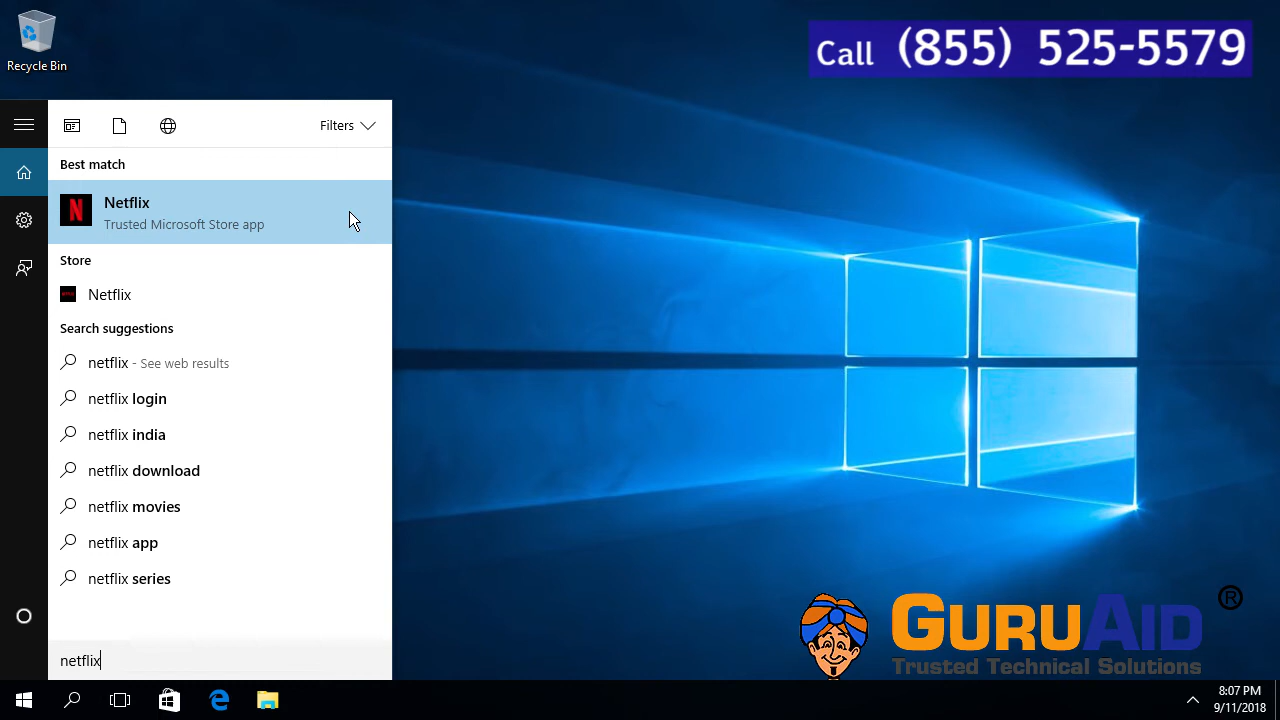 Recycle Bin
Call (855) 525-5579
Filters
Best match
Netflix
Trusted Microsoft Store app
Store
Netflix
Search suggestions
netflix - See web results
netflix login
netflix india
netflix download
netflix movies
netflix app
netflix series
netflix
GURUAID ®
Trusted Technical Solutions
8:07 PM
9/11/2018